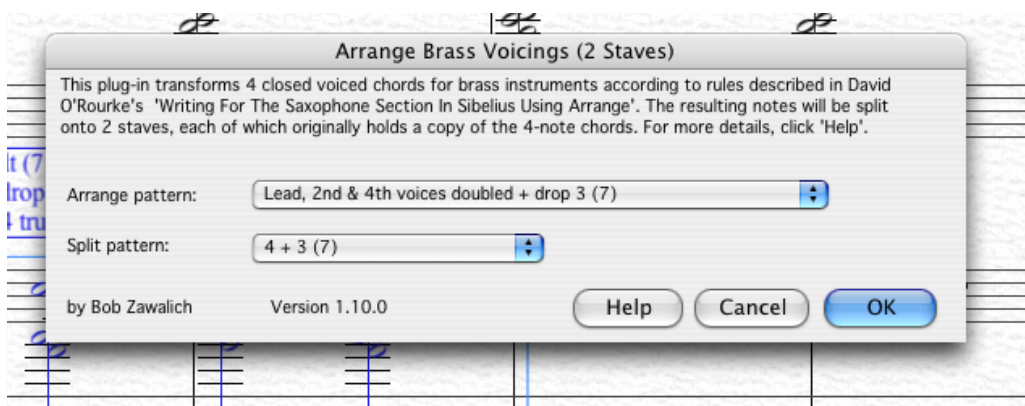 Arrange Brass Voicings (2 Staves)
This plug-in transforms 4 closed voiced chords for brass instruments according to rules described in David
O'Rourke's 'Writing For The Saxophone Section In Sibelius Using Arrange'. The resulting notes will be split
onto 2 staves, each of which originally holds a copy of the 4-note chords. For more details, click 'Help'.
lt (7
Arrange pattern: Lead, 2nd & 4th voices doubled + drop 3 (7)
Split pattern: 4 + 3 (7)
by Bob Zawalich Version 1.10.0 Help Cancel OK